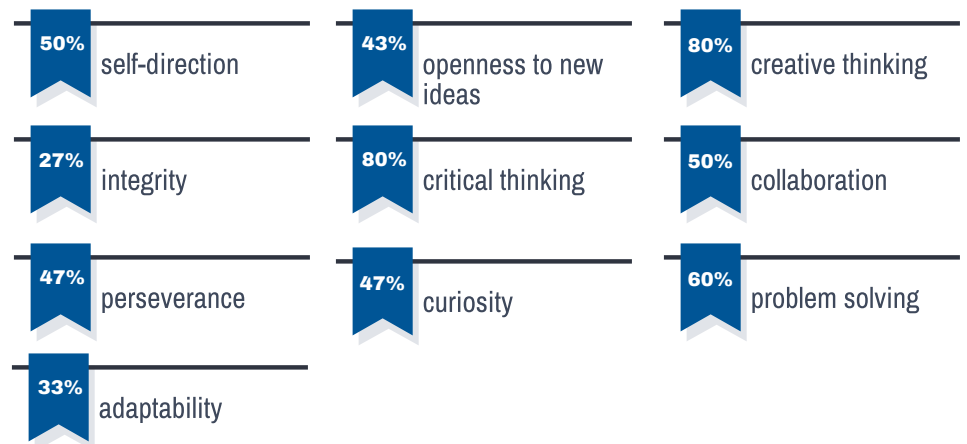 50%
self-direction
43%
openness to new
ideas
80%
creative thinking
27%
integrity
80%
critical thinking
50%
collaboration
47%
perseverance
47%
curiosity
60%
problem solving
33%
adaptability